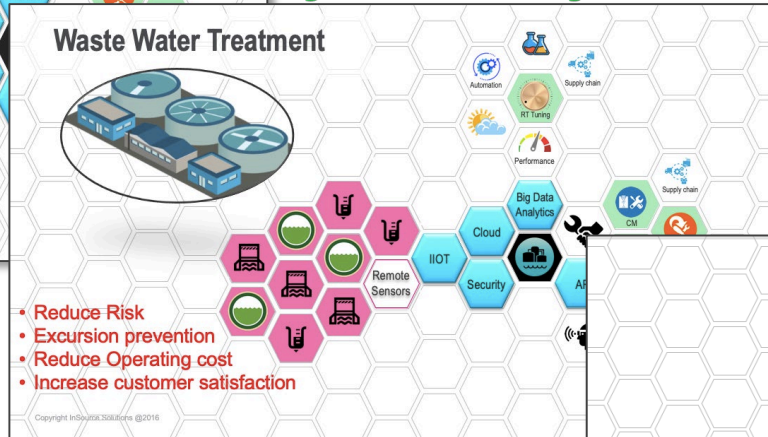 Waste Water Treatment
Automation
Supply chain
RT Tuning
Performance
Supply chain
CM
Big Data
Analytics
Cloud
IIOT
Security
Remote
Sensors
• Reduce Risk
• Excursion prevention
• Reduce Operating cost
• Increase customer satisfaction
Copyright InSource Solutions @2016